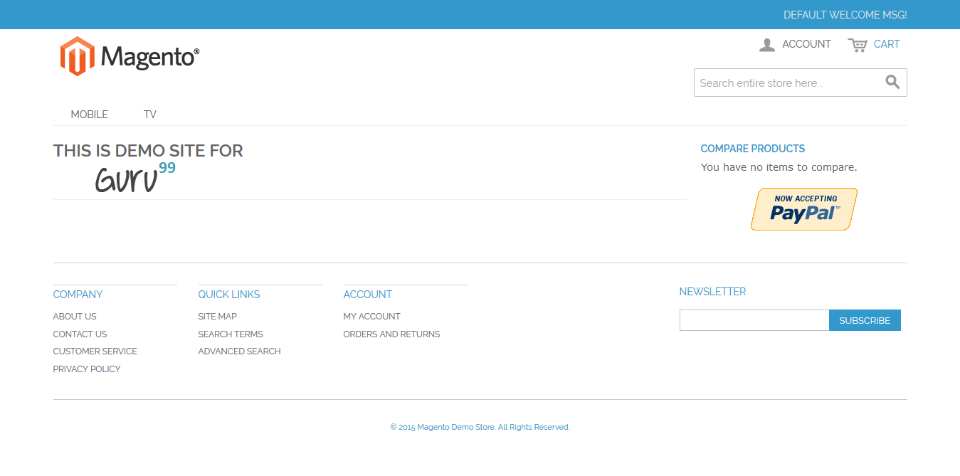 DEFAULT WELCOME MSG!
Magento®
ACCOUNT
CART
Search entire store here...
MOBILE
TV
THIS IS DEMO SITE FOR
Guru99
COMPARE PRODUCTS
You have no items to compare.
NOW ACCEPTING
PayPal™
COMPANY
ABOUT US
CONTACT US
CUSTOMER SERVICE
PRIVACY POLICY
QUICK LINKS
SITE MAP
SEARCH TERMS
ADVANCED SEARCH
ACCOUNT
MY ACCOUNT
ORDERS AND RETURNS
NEWSLETTER
SUBSCRIBE
© 2015 Magento Demo Store. All Rights Reserved.